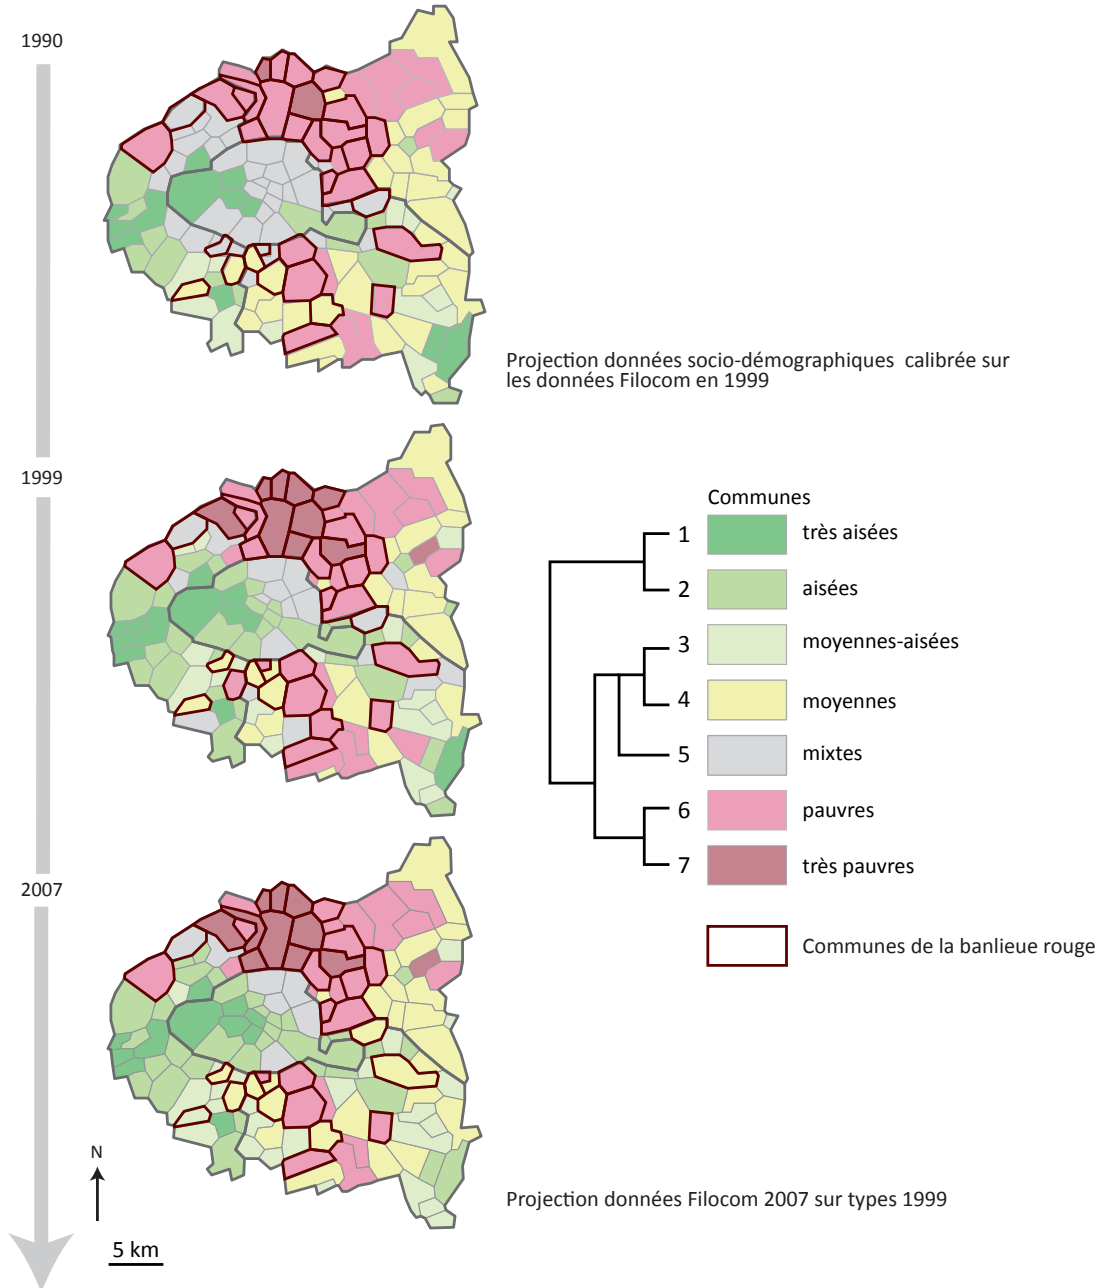 1990
Projection données socio-démographiques calibrée sur
les données Filocom en 1999
1999
Communes
1 très aisées
2 aisées
3 moyennes-aisées
4 moyennes
5 mixtes
6 pauvres
7 très pauvres
Communes de la banlieue rouge
2007
N
5 km
Projection données Filocom 2007 sur types 1999